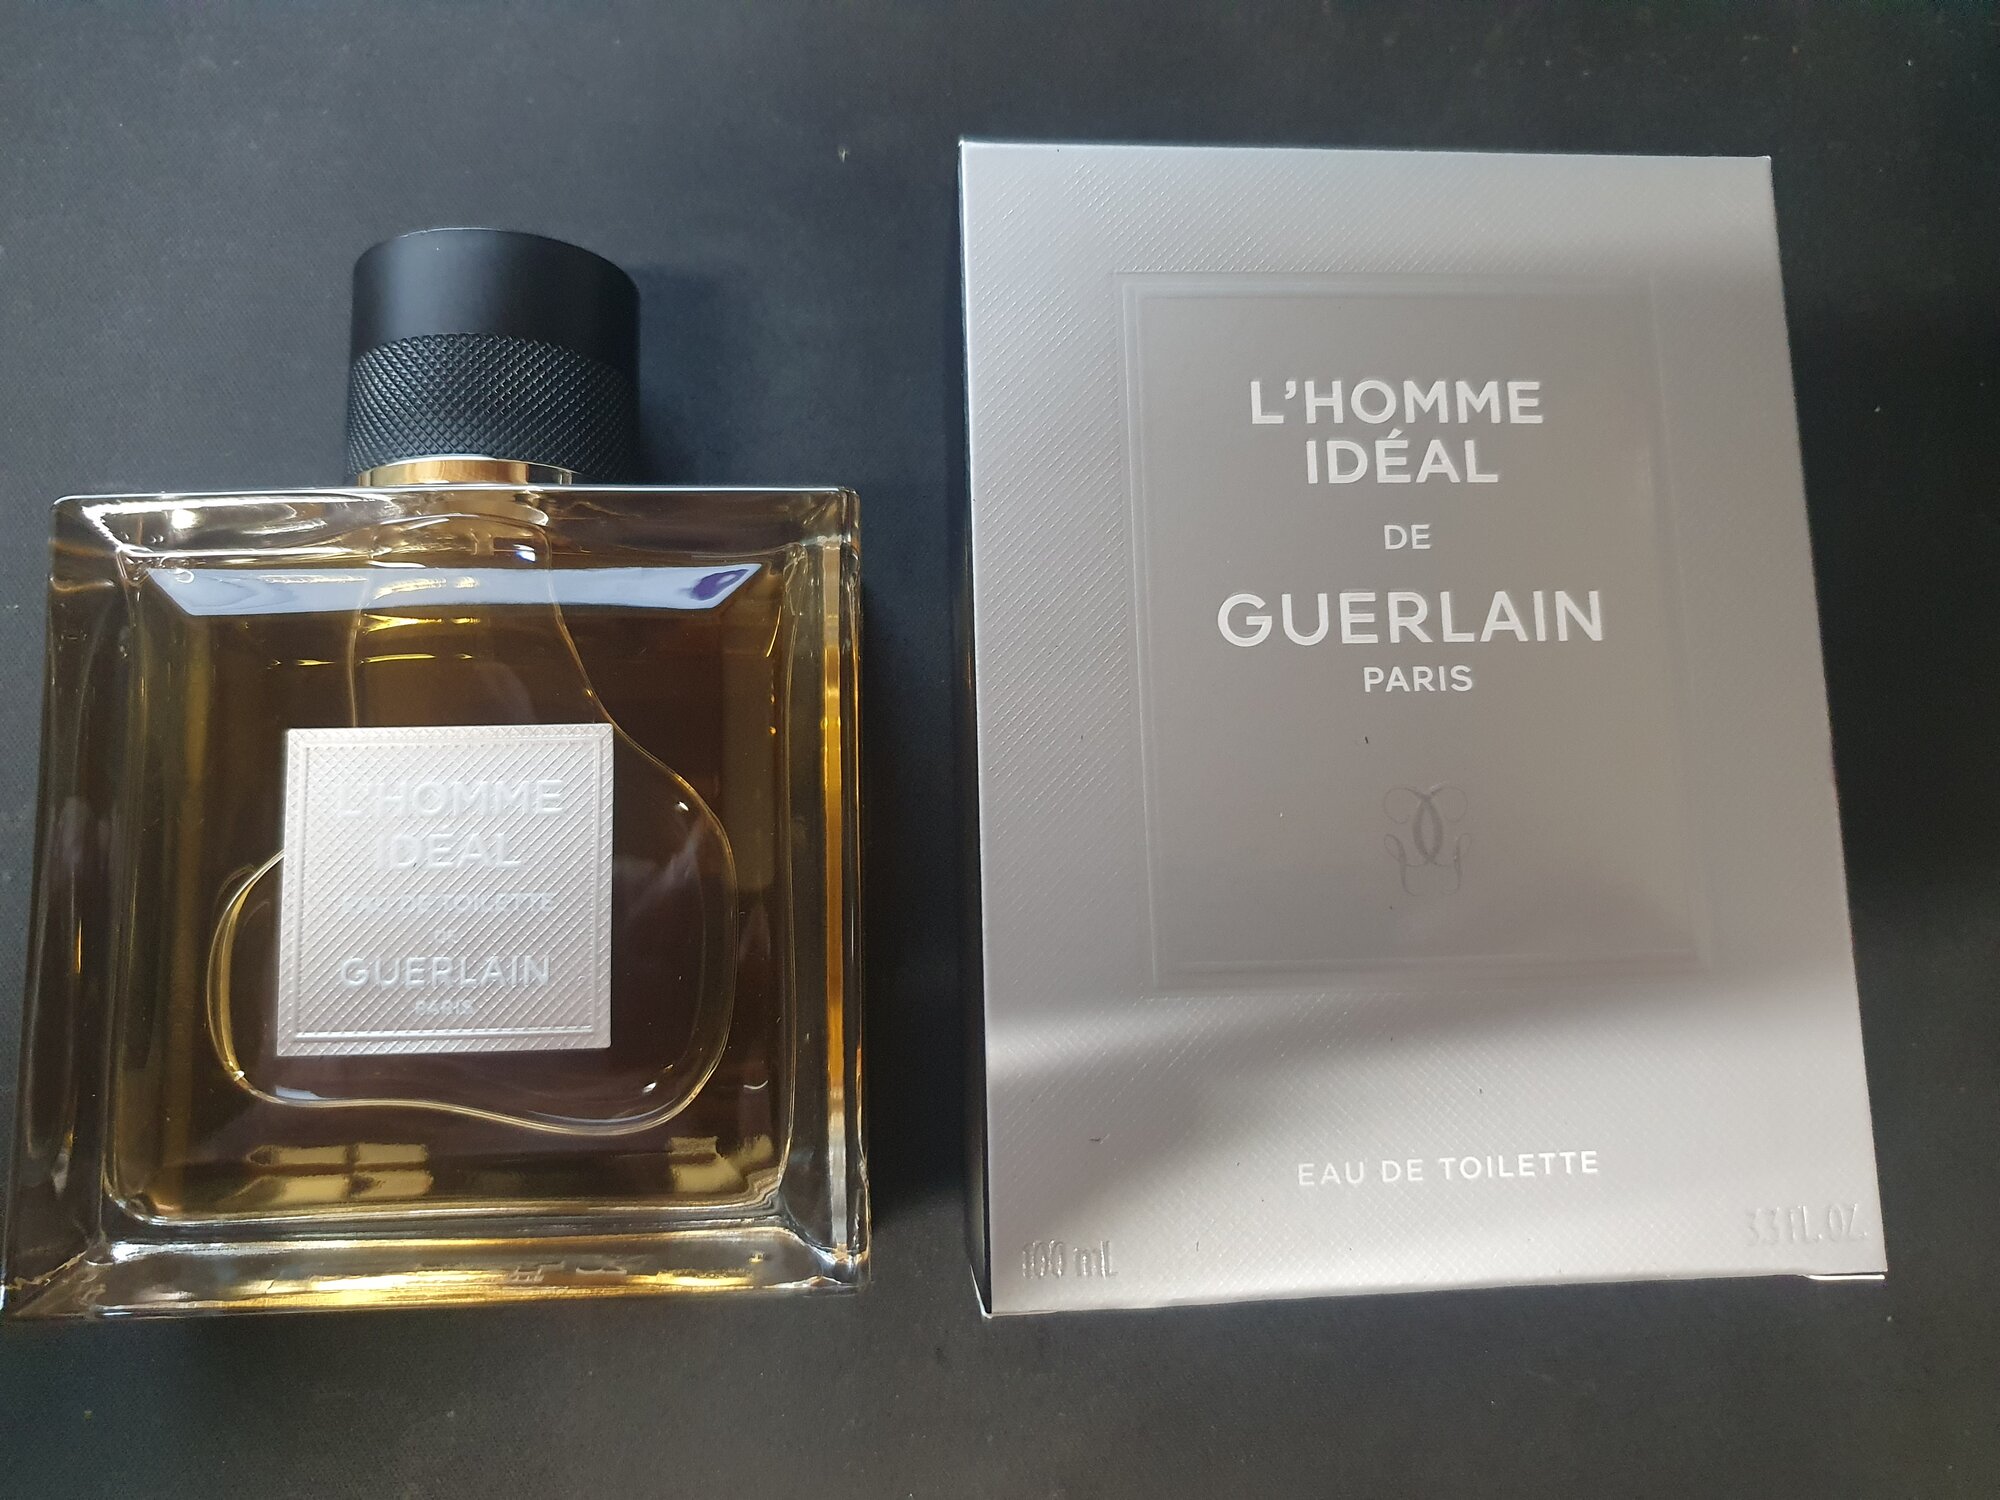 L'HOMME
IDÉAL
EAU DE TOILETTE
DE
GUERLAIN
PARIS
L'HOMME
IDÉAL
DE
GUERLAIN
PARIS
EAU DE TOILETTE
100 mL
3.3 FL. OZ.